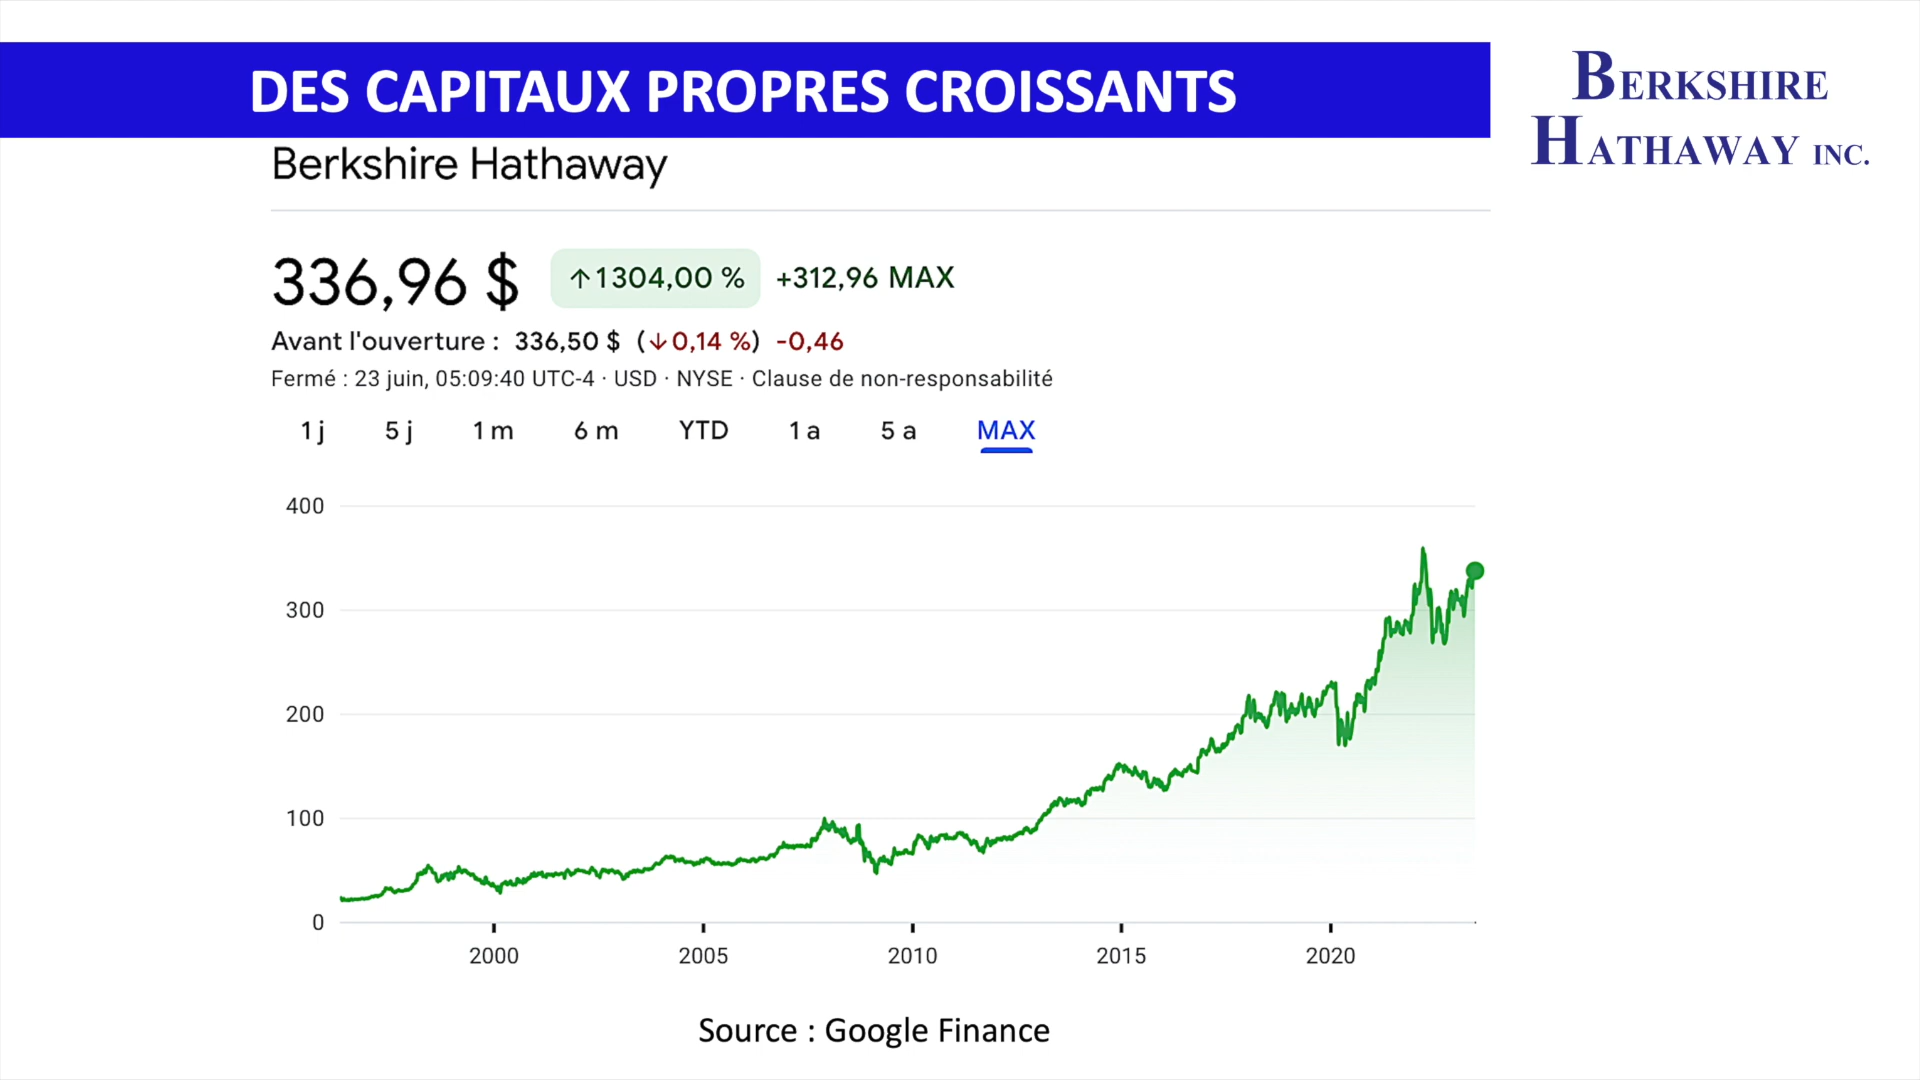 DES CAPITAUX PROPRES CROISSANTS
BERKSHIRE
HATHAWAY INC.
Berkshire Hathaway
336,96 $ ↑1304,00 % +312,96 MAX
Avant l'ouverture : 336,50 $ (↓0,14 %) -0,46
Fermé : 23 juin, 05:09:40 UTC-4 · USD · NYSE · Clause de non-responsabilité
1 j 5 j 1 m 6 m YTD 1 a 5 a MAX
400
300
200
100
0
2000 2005 2010 2015 2020
Source : Google Finance